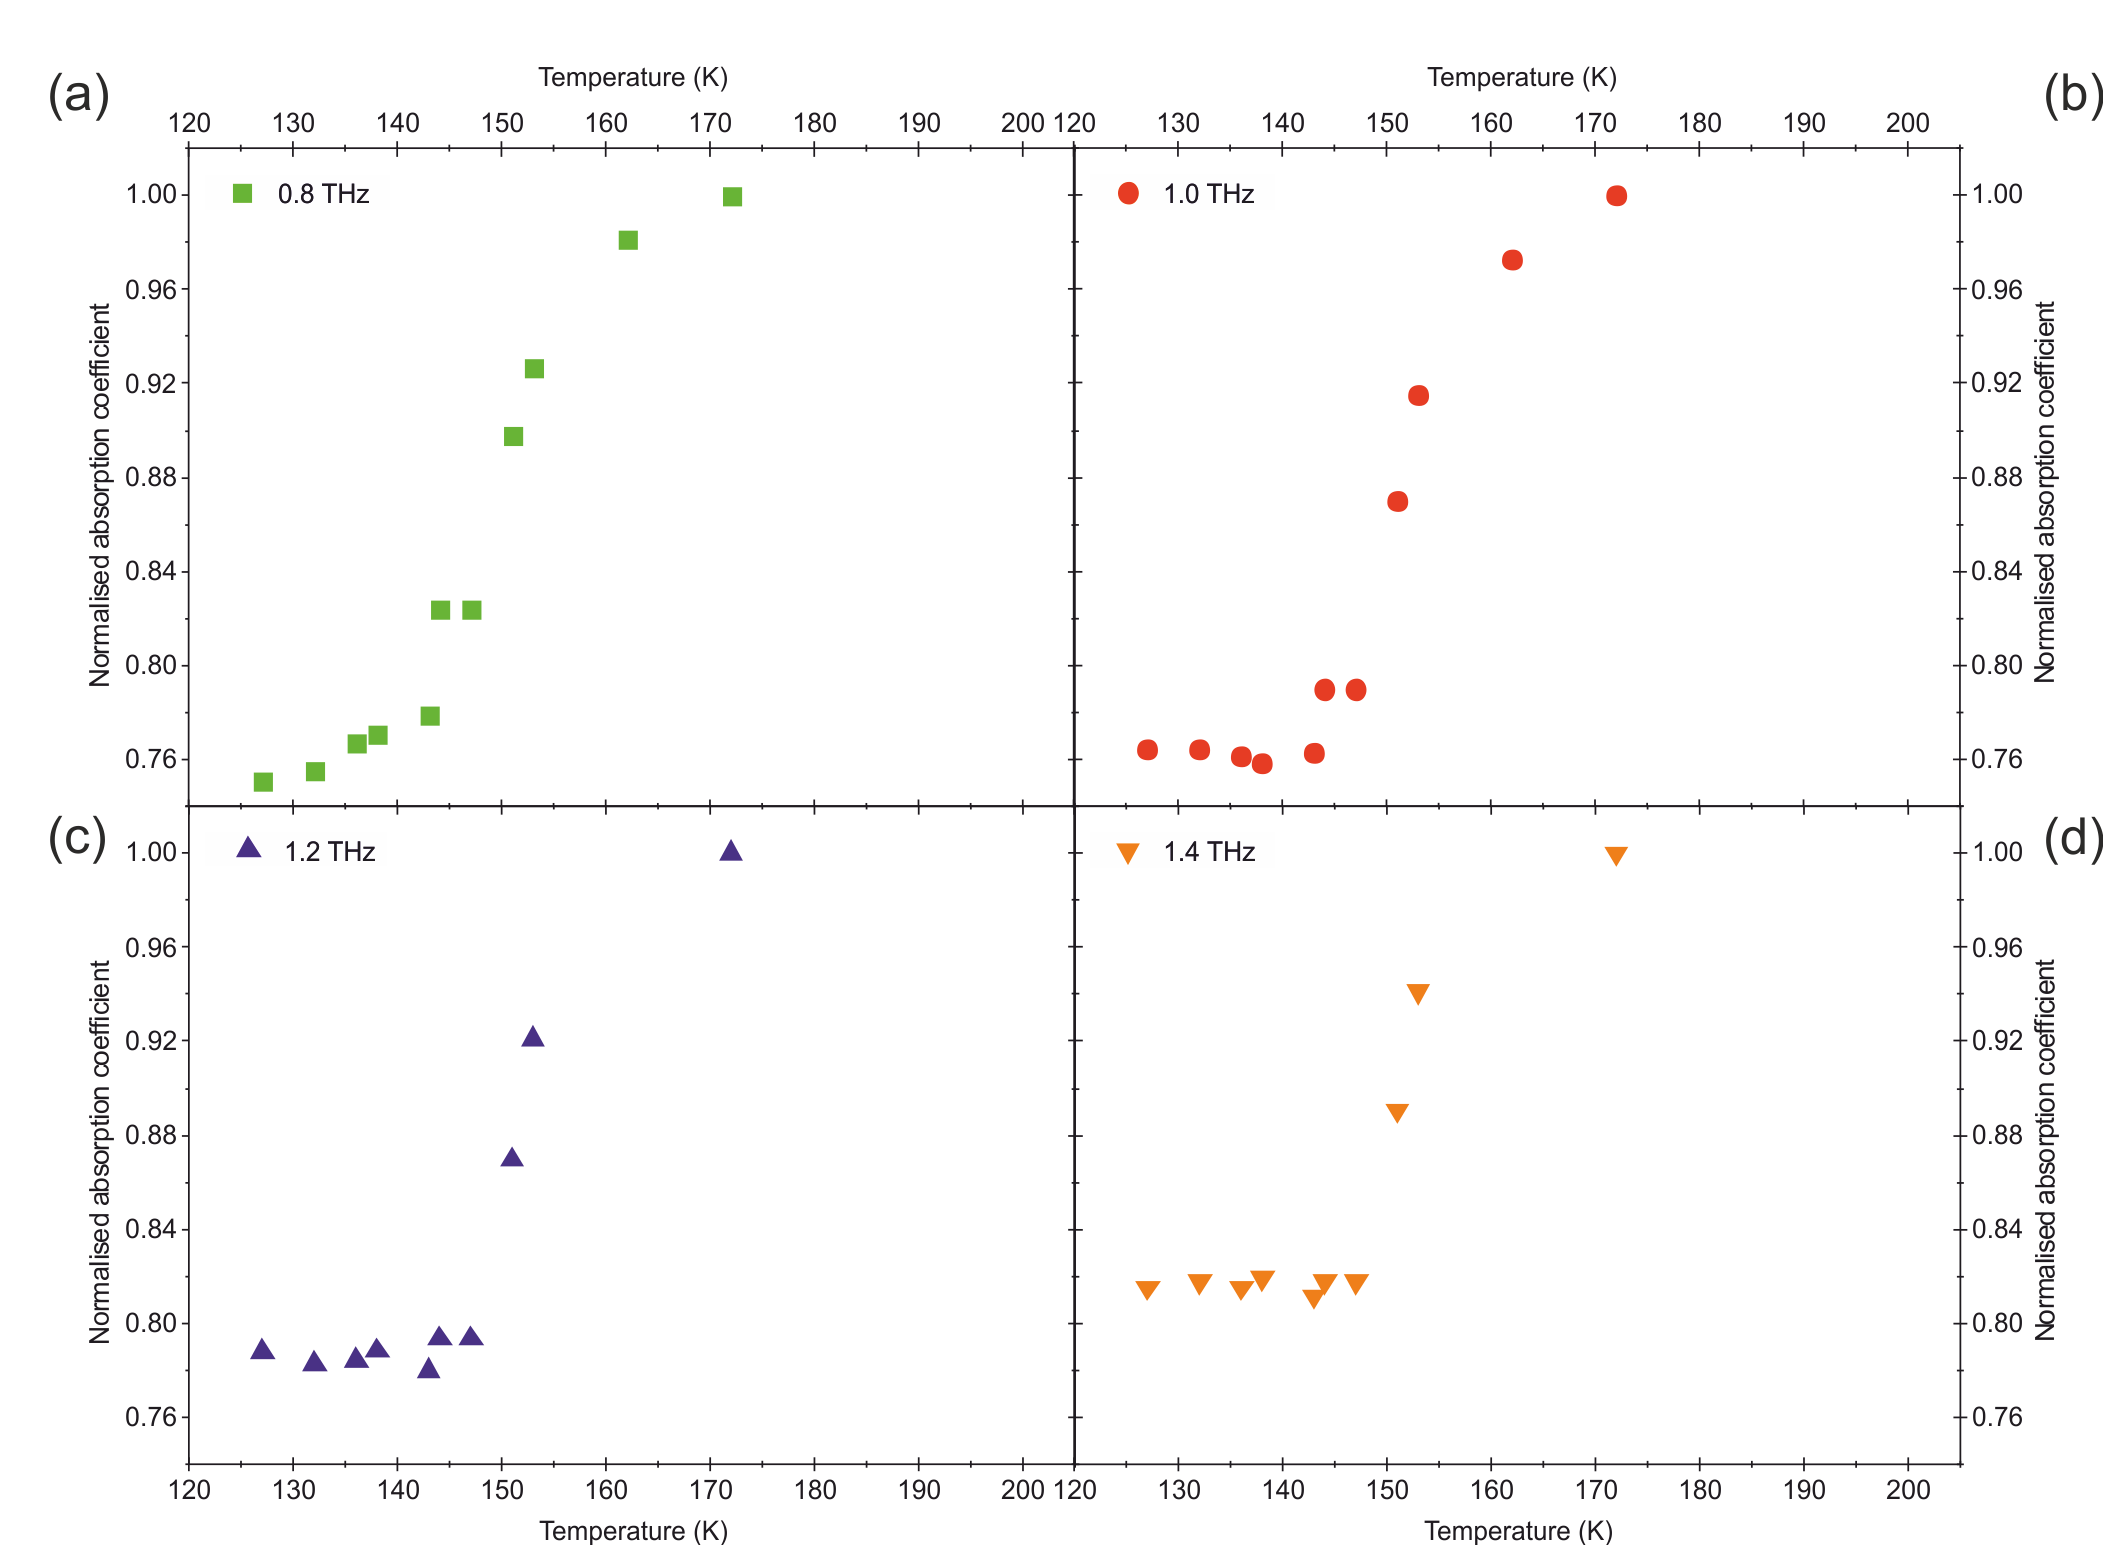 Temperature (K)
Temperature (K)
(a)
(b)
120 130 140 150 160 170 180 190 200
120 130 140 150 160 170 180 190 200
1.00
0.96
0.92
0.88
0.84
0.80
0.76
Normalised absorption coefficient
0.8 THz
1.0 THz
1.00
0.96
0.92
0.88
0.84
0.80
0.76
Normalised absorption coefficient
(c)
1.00
0.96
0.92
0.88
0.84
0.80
0.76
Normalised absorption coefficient
1.2 THz
1.4 THz
(d)
1.00
0.96
0.92
0.88
0.84
0.80
0.76
Normalised absorption coefficient
120 130 140 150 160 170 180 190 200
120 130 140 150 160 170 180 190 200
Temperature (K)
Temperature (K)